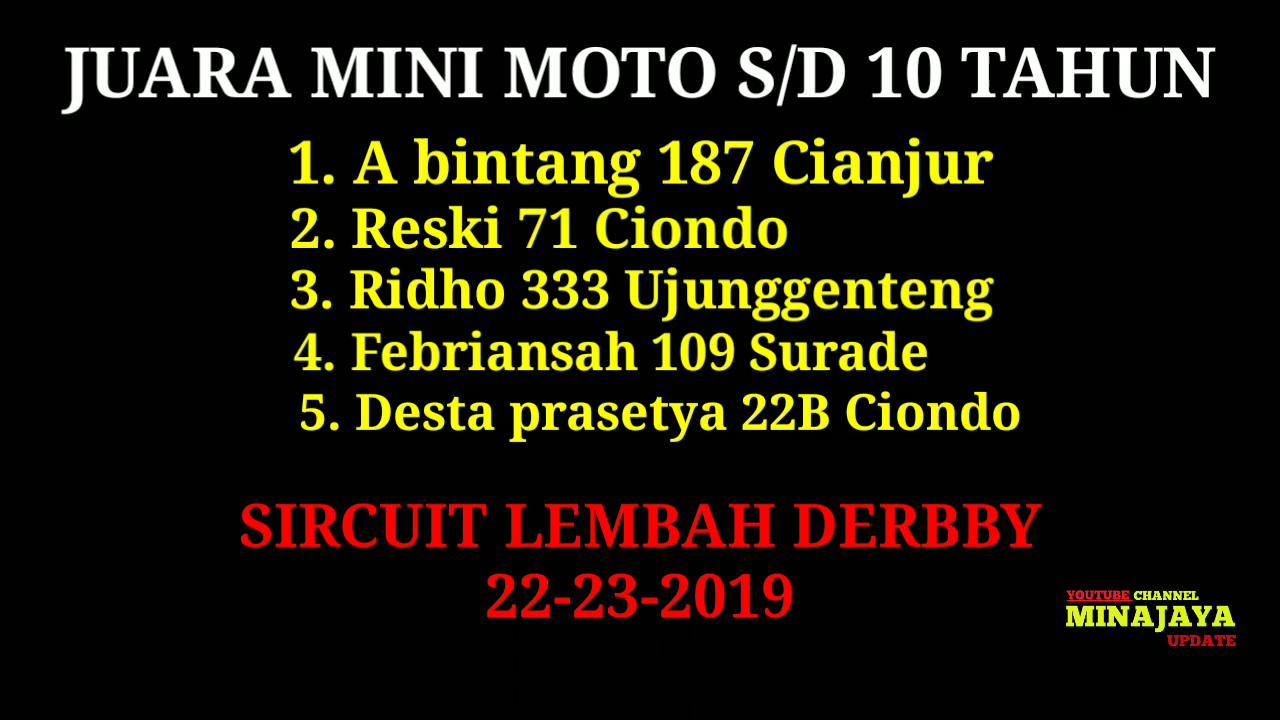 JUARA MINI MOTO S/D 10 TAHUN
1. A bintang 187 Cianjur
2. Reski 71 Ciondo
3. Ridho 333 Ujunggenteng
4. Febriansah 109 Surade
5. Desta prasetya 22B Ciondo
SIRCUIT LEMBAH DERBBY
22-23-2019
YOUTUBE CHANNEL
MINAJAYA
UPDATE